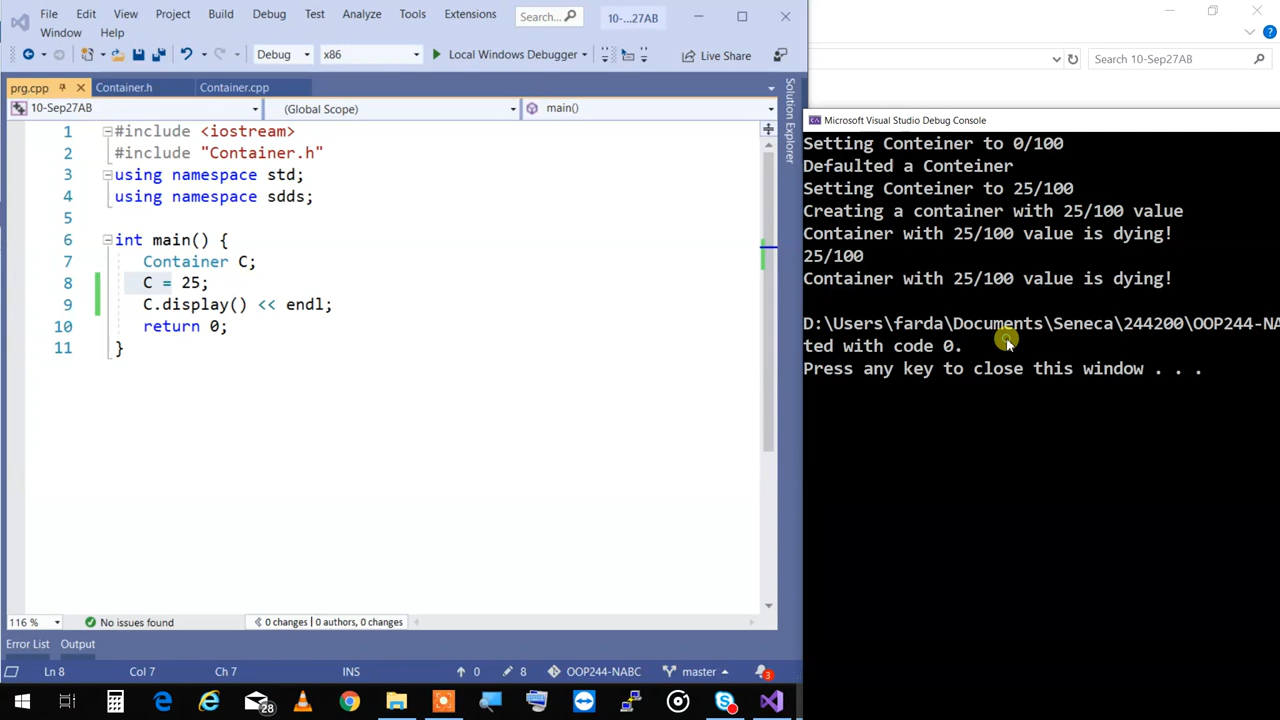 File Edit View Project Build Debug Test Analyze Tools Extensions Search... 10-...27AB
Window Help
Debug x86 Local Windows Debugger Live Share
Search 10-Sep27AB
prg.cpp Container.h Container.cpp
10-Sep27AB (Global Scope) main()
Solution Explorer
1 #include <iostream>
2 #include "Container.h"
3 using namespace std;
4 using namespace sdds;
5
6 int main() {
7 Container C;
8 C = 25;
9 C.display() << endl;
10 return 0;
11 }
116 % No issues found 0 changes | 0 authors, 0 changes
Error List Output
Ln 8 Col 7 Ch 7 INS 0 8 OOP244-NABC master 3
28
Microsoft Visual Studio Debug Console
Setting Conteiner to 0/100
Defaulted a Conteiner
Setting Conteiner to 25/100
Creating a container with 25/100 value
Container with 25/100 value is dying!
25/100
Container with 25/100 value is dying!
D:\Users\farda\Documents\Seneca\244200\OOP244-NA
ted with code 0.
Press any key to close this window . . .